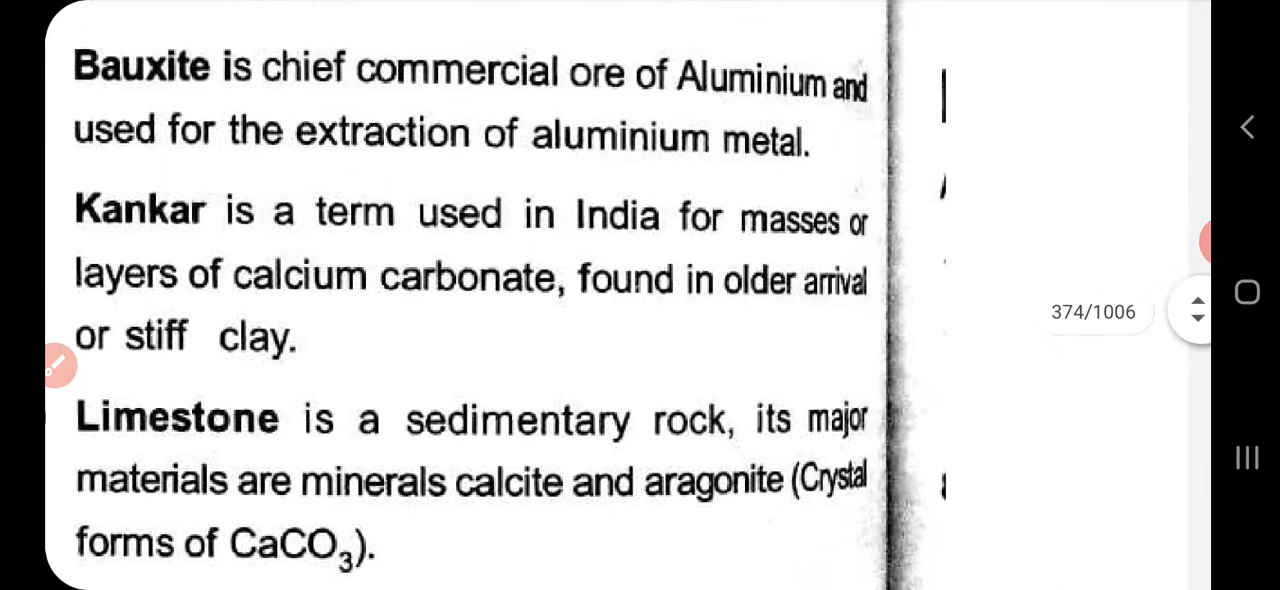 Bauxite is chief commercial ore of Aluminium and
used for the extraction of aluminium metal.
Kankar is a term used in India for masses or
layers of calcium carbonate, found in older arrival
or stiff clay.
Limestone is a sedimentary rock, its major
materials are minerals calcite and aragonite (Crystal
forms of CaCO₃).
374/1006